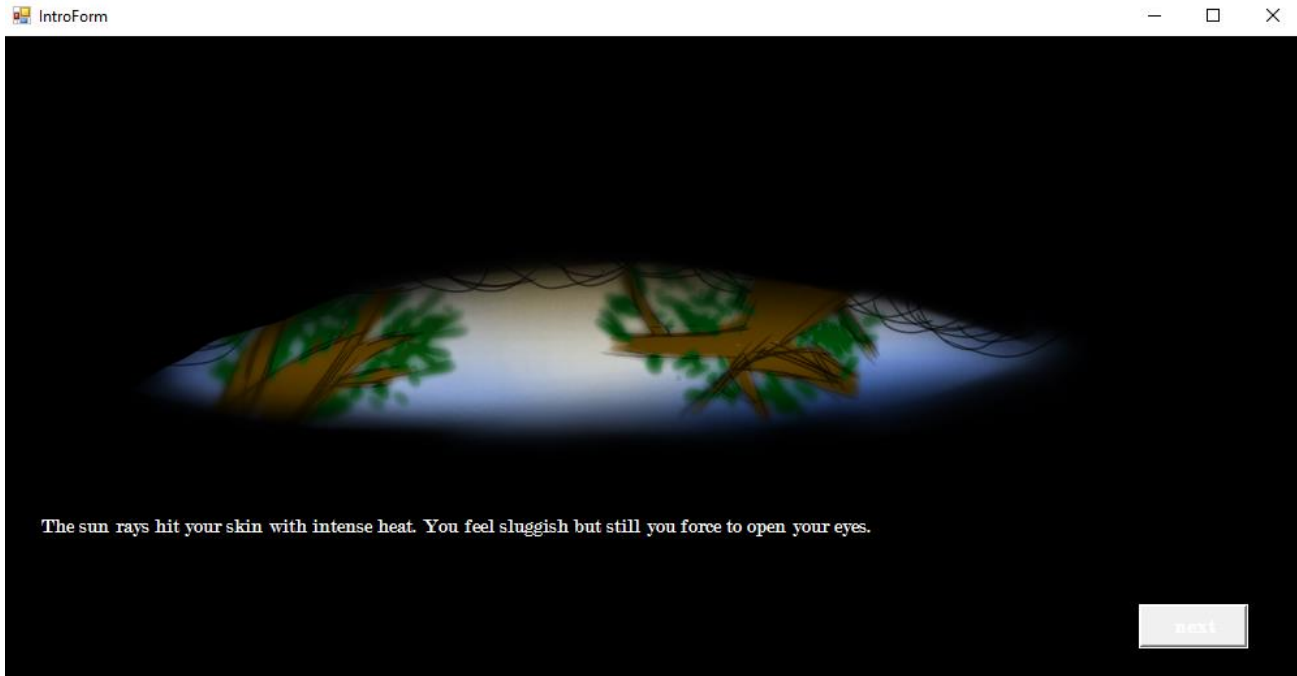 IntroForm
The sun rays hit your skin with intense heat. You feel sluggish but still you force to open your eyes.
next